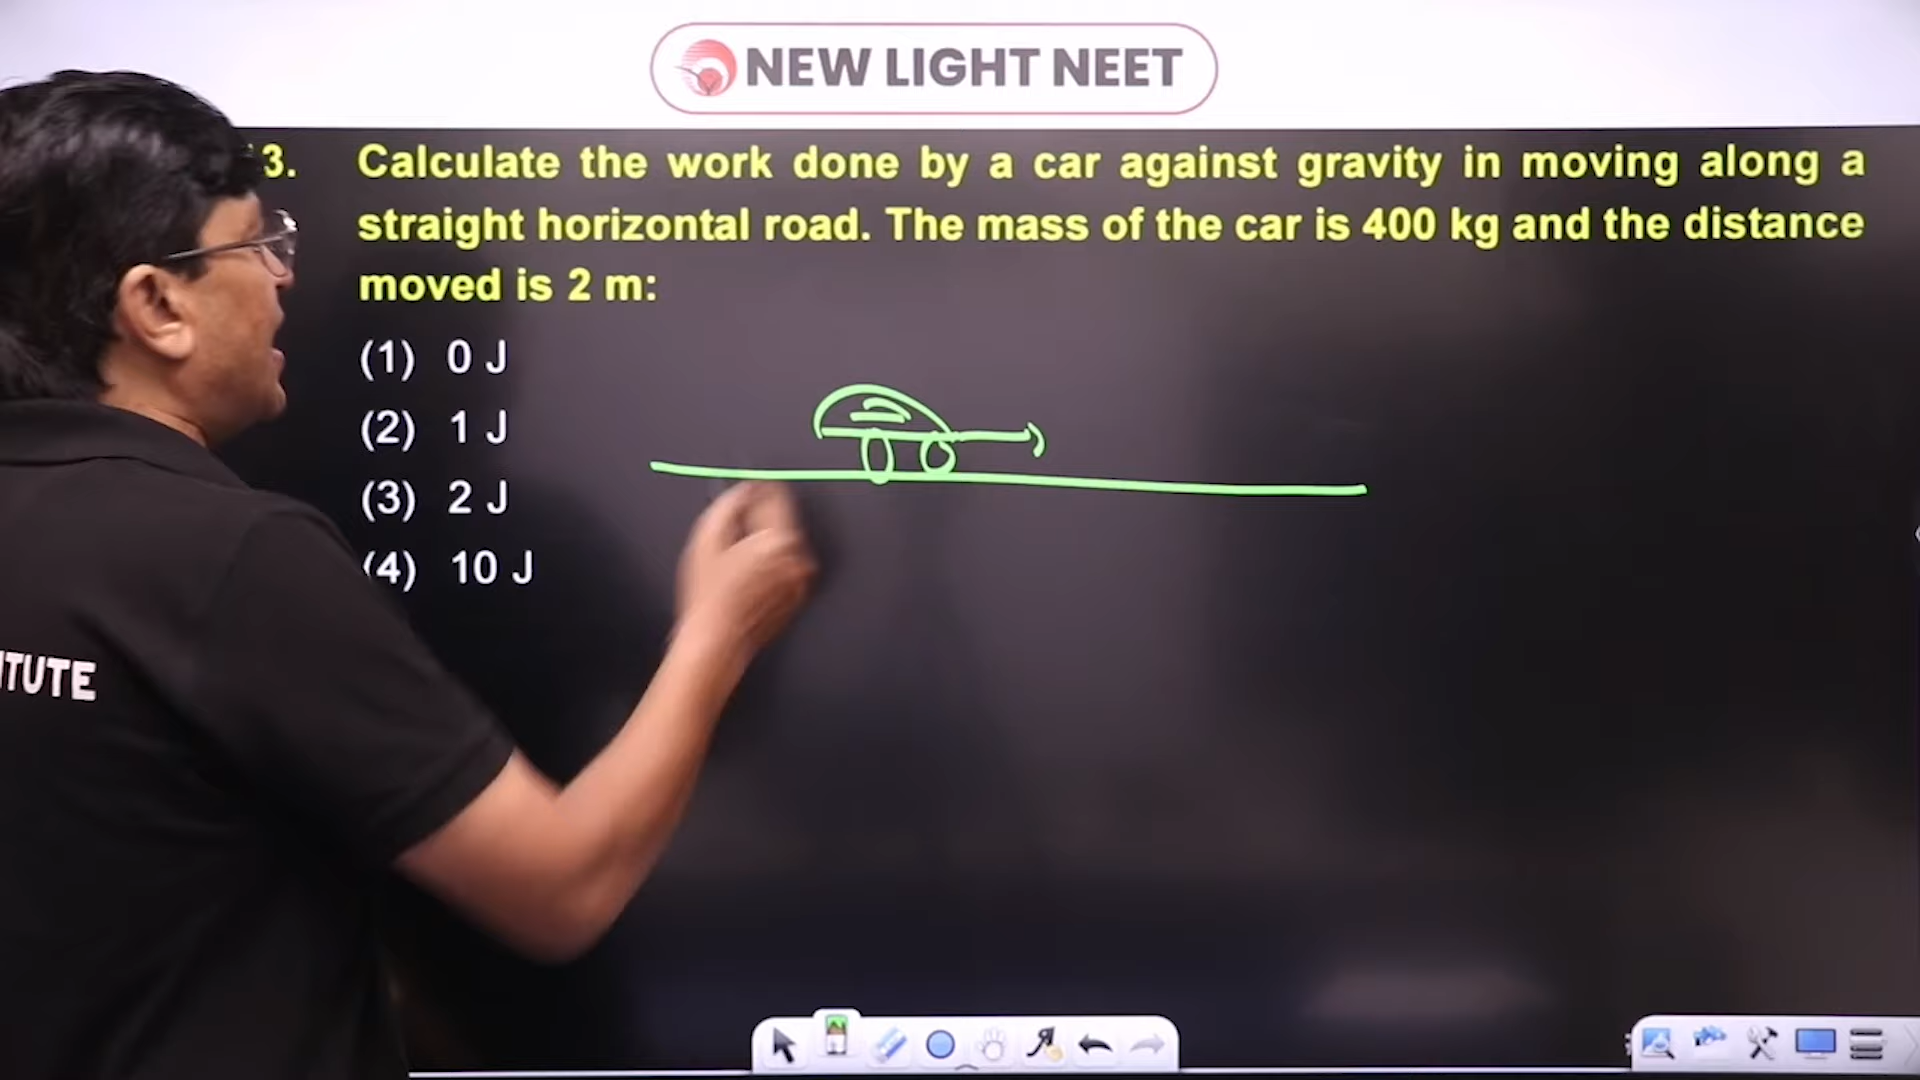 NEW LIGHT NEET
3. Calculate the work done by a car against gravity in moving along a
straight horizontal road. The mass of the car is 400 kg and the distance
moved is 2 m:
(1) 0 J
(2) 1 J
(3) 2 J
(4) 10 J
ITUTE